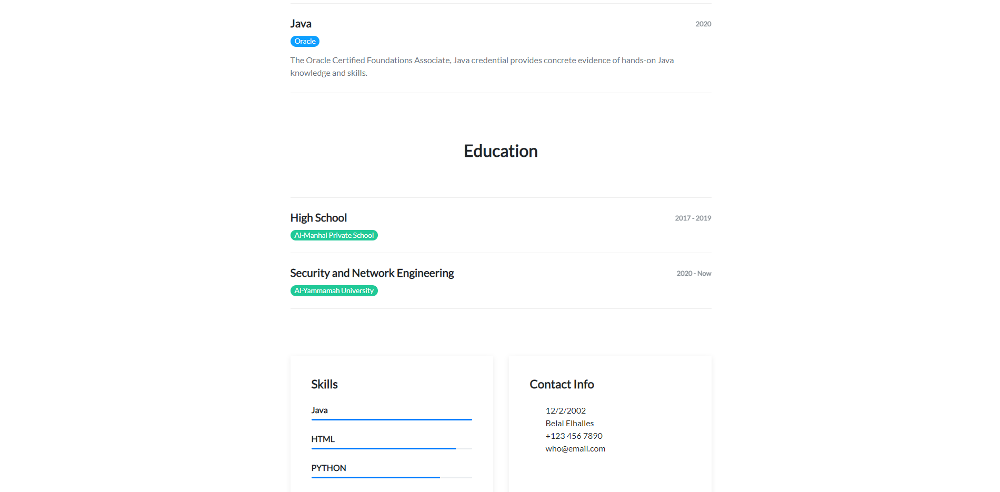 Java
2020
Oracle
The Oracle Certified Foundations Associate, Java credential provides concrete evidence of hands-on Java
knowledge and skills.
Education
High School
2017 - 2019
Al-Manhal Private School
Security and Network Engineering
2020 - Now
Al-Yammamah University
Skills
Java
HTML
PYTHON
Contact Info
12/2/2002
Belal Elhalles
+123 456 7890
who@email.com